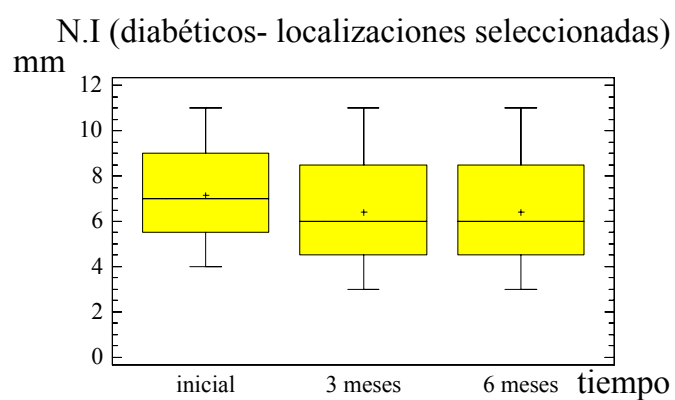 N.I (diabéticos- localizaciones seleccionadas)
mm
12
10
8
6
4
2
0
inicial 3 meses 6 meses tiempo